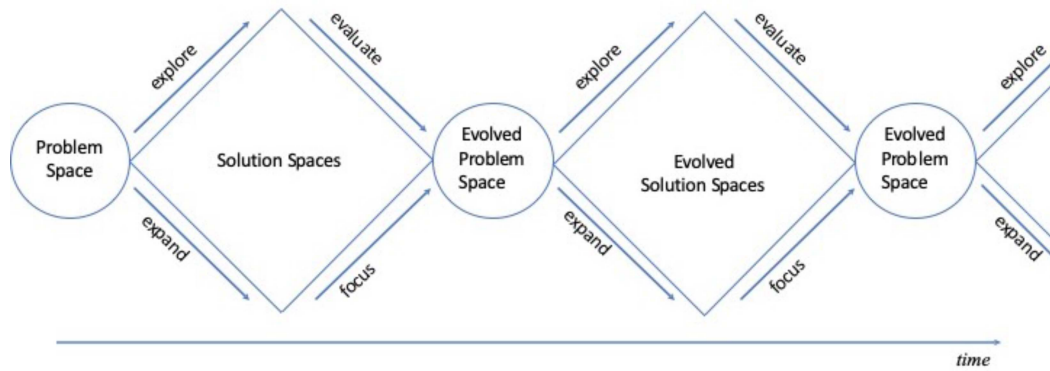 explore
evaluate
explore
evaluate
explore
Problem
Space
Solution Spaces
Evolved
Problem
Space
Evolved
Solution Spaces
Evolved
Problem
Space
expand
focus
expand
focus
expand
time